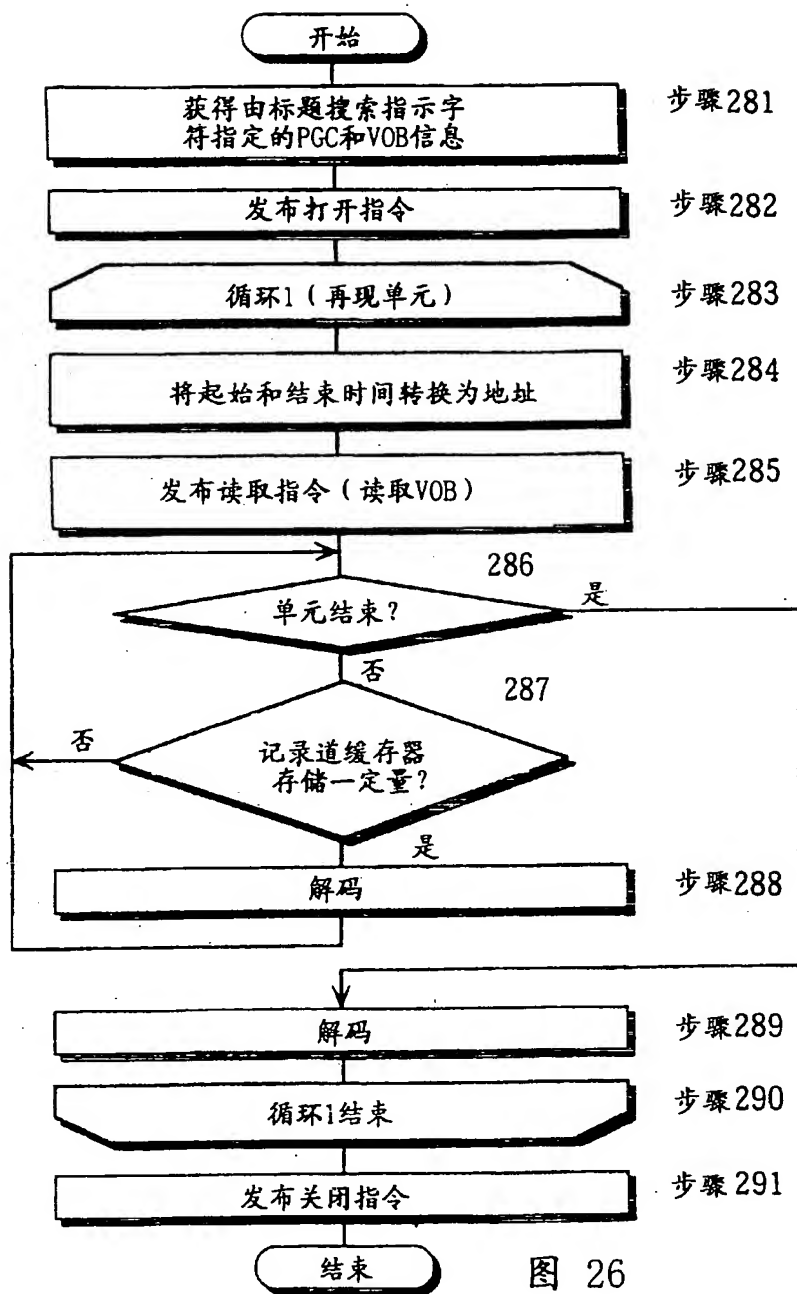 开始
获得由标题搜索指示字
符指定的PGC和VOB信息
步骤281
发布打开指令
步骤282
循环1（再现单元）
步骤283
将起始和结束时间转换为地址
步骤284
发布读取指令（读取VOB）
步骤285
286
单元结束？
是
否
287
否
记录道缓存器
存储一定量？
是
解码
步骤288
解码
步骤289
循环1结束
步骤290
发布关闭指令
步骤291
结束
图 26